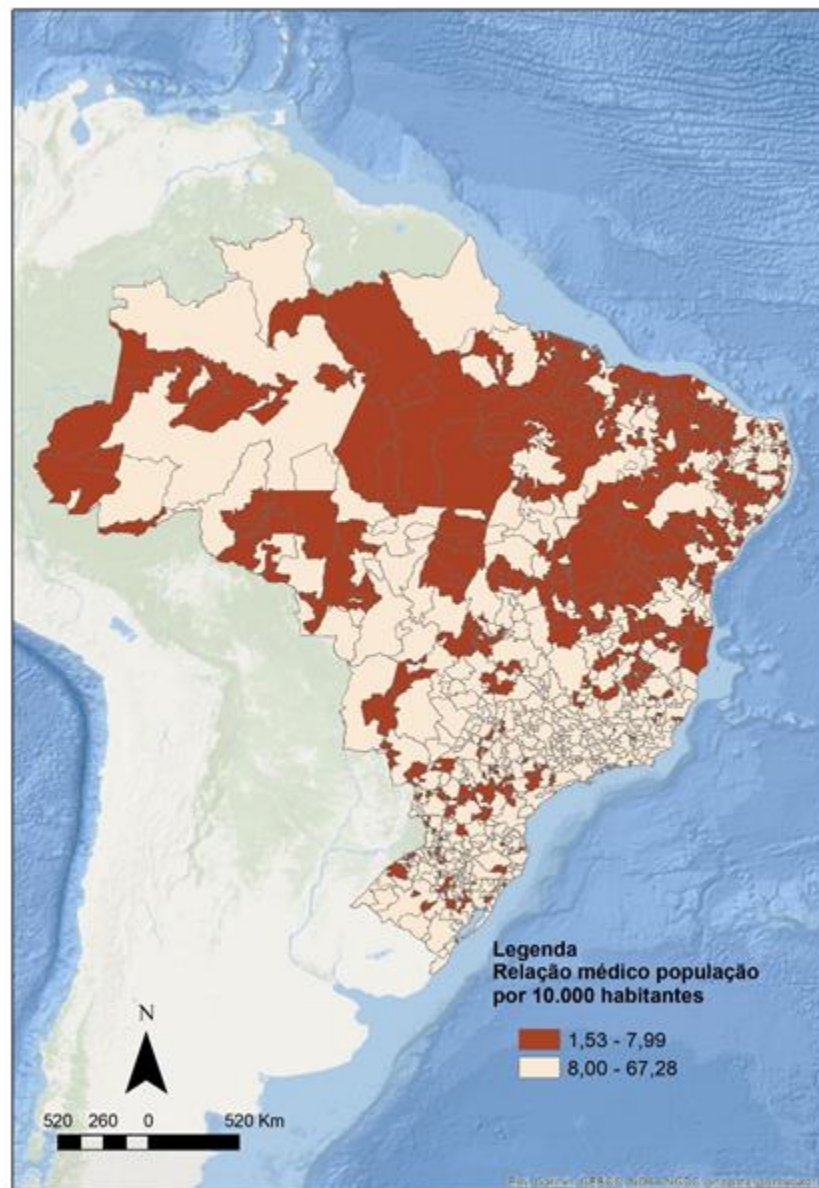 Legenda
Relação médico população
por 10.000 habitantes
1,53 - 7,99
8,00 - 67,28
N
520 260 0 520 Km